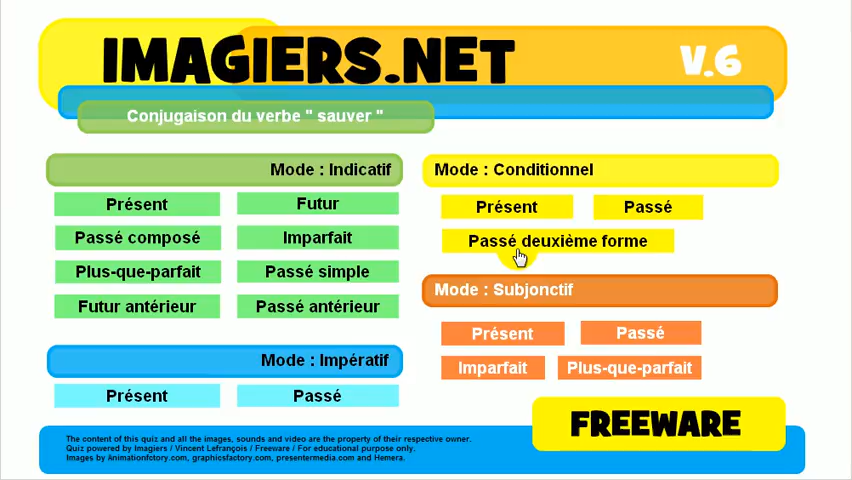 IMAGIERS.NET
V.6
Conjugaison du verbe " sauver "
Mode : Indicatif
Présent
Futur
Passé composé
Imparfait
Plus-que-parfait
Passé simple
Futur antérieur
Passé antérieur
Mode : Impératif
Présent
Passé
Mode : Conditionnel
Présent
Passé
Passé deuxième forme
Mode : Subjonctif
Présent
Passé
Imparfait
Plus-que-parfait
FREEWARE
The content of this quiz and all the images, sounds and video are the property of their respective owner.
Quiz powered by Imagiers / Vincent Lefrançois / Freeware / For educational purpose only.
Images by Animationfctory.com, graphicsfactory.com, presentermedia.com and Hemera.